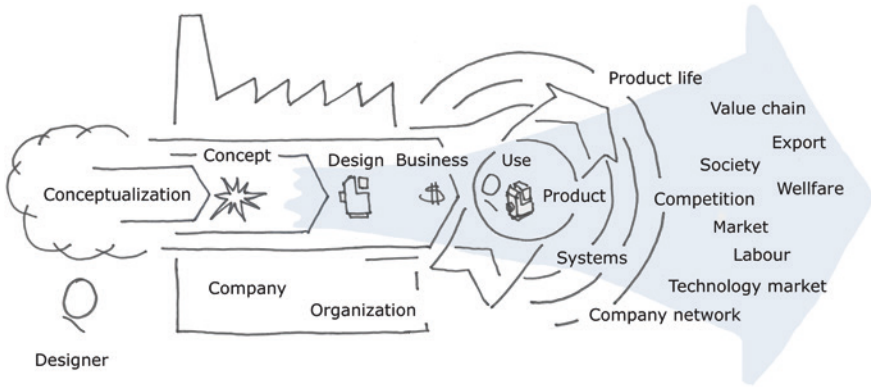 Product life
Value chain
Export
Concept
Design
Business
Use
Society
Conceptualization
Product
Competition
Wellfare
Market
Labour
Systems
Company
Technology market
Organization
Company network
Designer
$